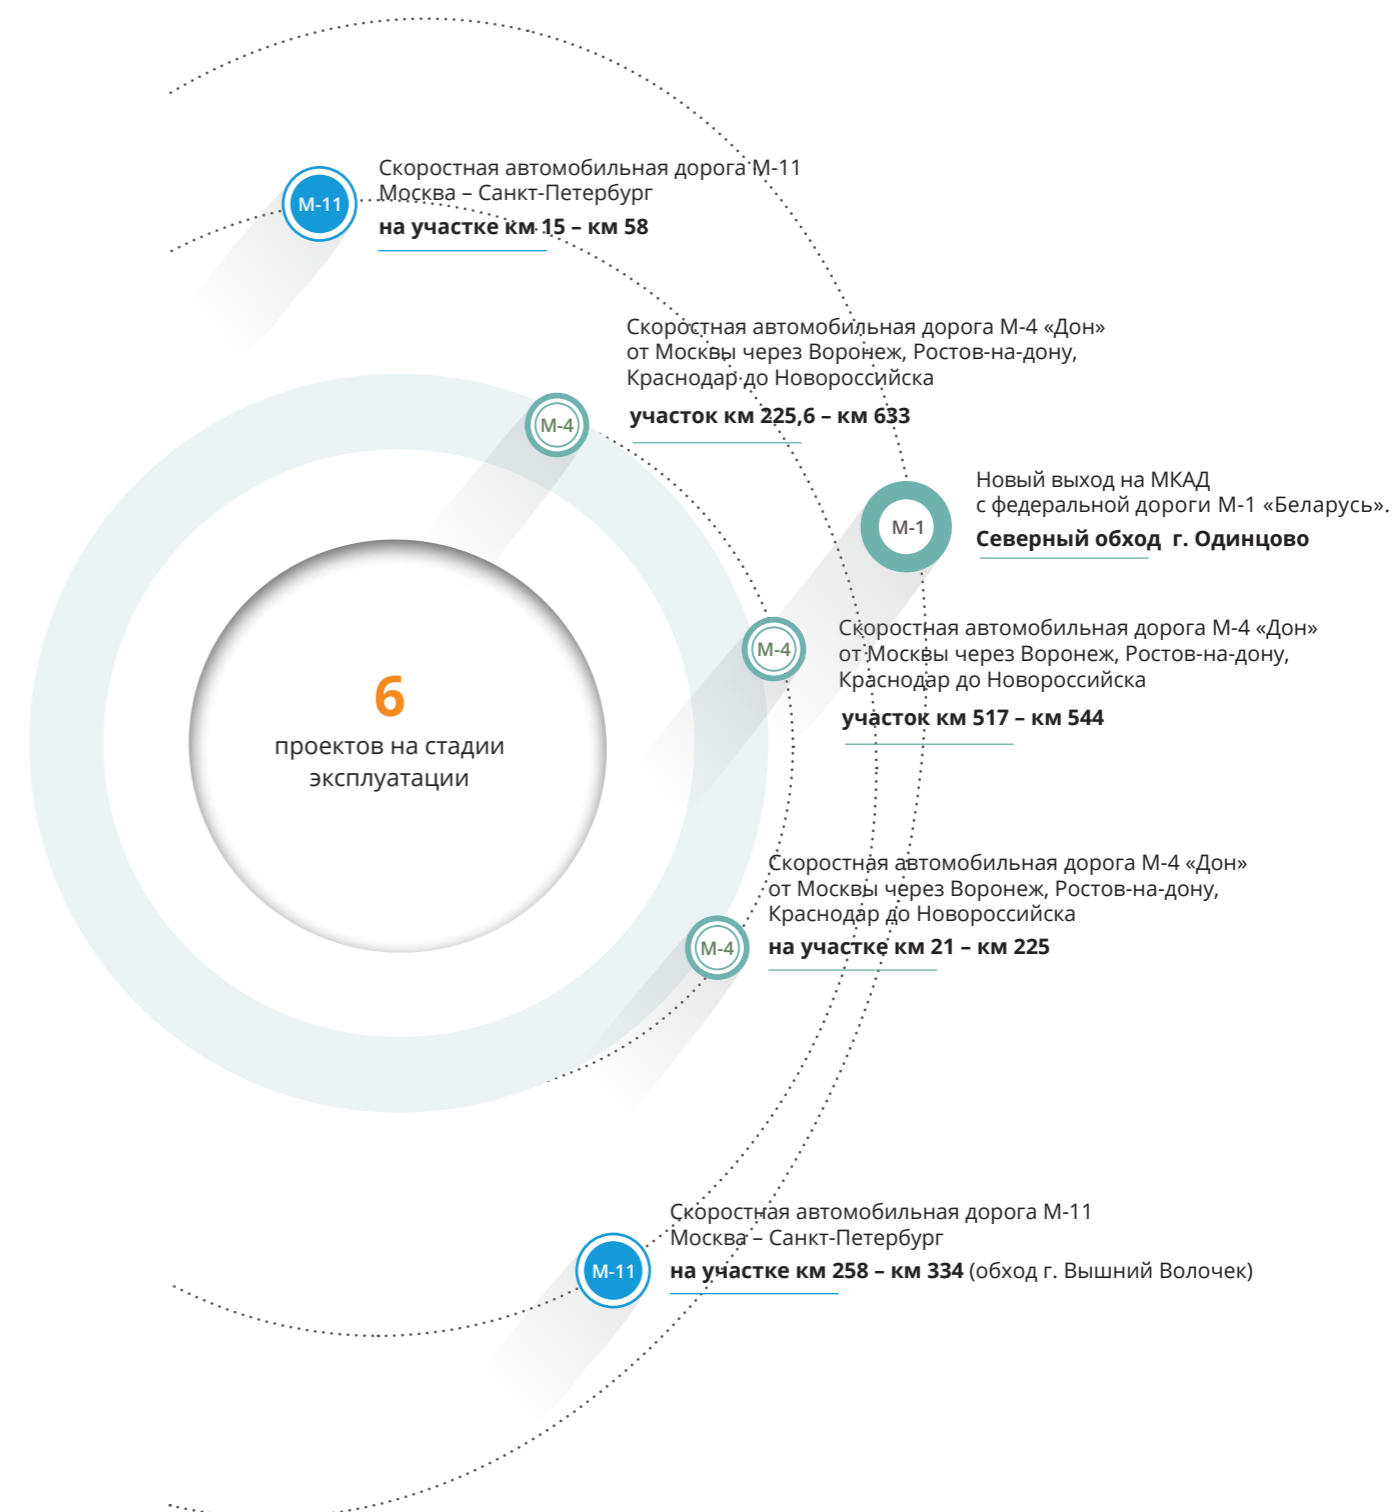 М-11
Скоростная автомобильная дорога М-11
Москва – Санкт-Петербург
на участке км 15 – км 58
М-4
Скоростная автомобильная дорога М-4 «Дон»
от Москвы через Воронеж, Ростов-на-дону,
Краснодар до Новороссийска
участок км 225,6 – км 633
М-1
Новый выход на МКАД
с федеральной дороги М-1 «Беларусь».
Северный обход г. Одинцово
М-4
Скоростная автомобильная дорога М-4 «Дон»
от Москвы через Воронеж, Ростов-на-дону,
Краснодар до Новороссийска
участок км 517 – км 544
6
проектов на стадии
эксплуатации
М-4
Скоростная автомобильная дорога М-4 «Дон»
от Москвы через Воронеж, Ростов-на-дону,
Краснодар до Новороссийска
на участке км 21 – км 225
М-11
Скоростная автомобильная дорога М-11
Москва – Санкт-Петербург
на участке км 258 – км 334 (обход г. Вышний Волочек)